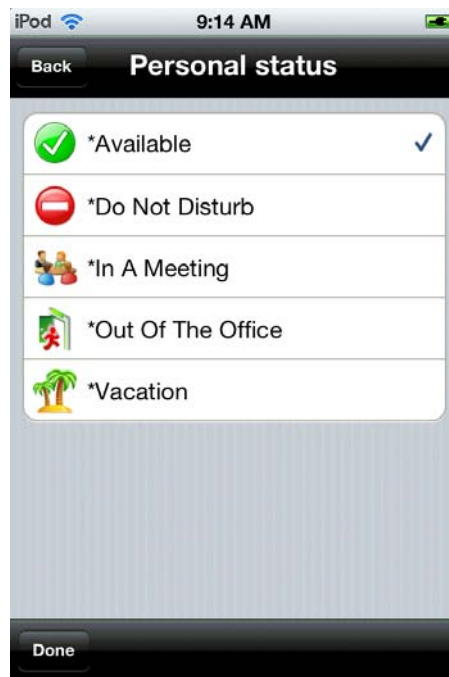 iPod 9:14 AM
Back Personal status
*Available
*Do Not Disturb
*In A Meeting
*Out Of The Office
*Vacation
Done